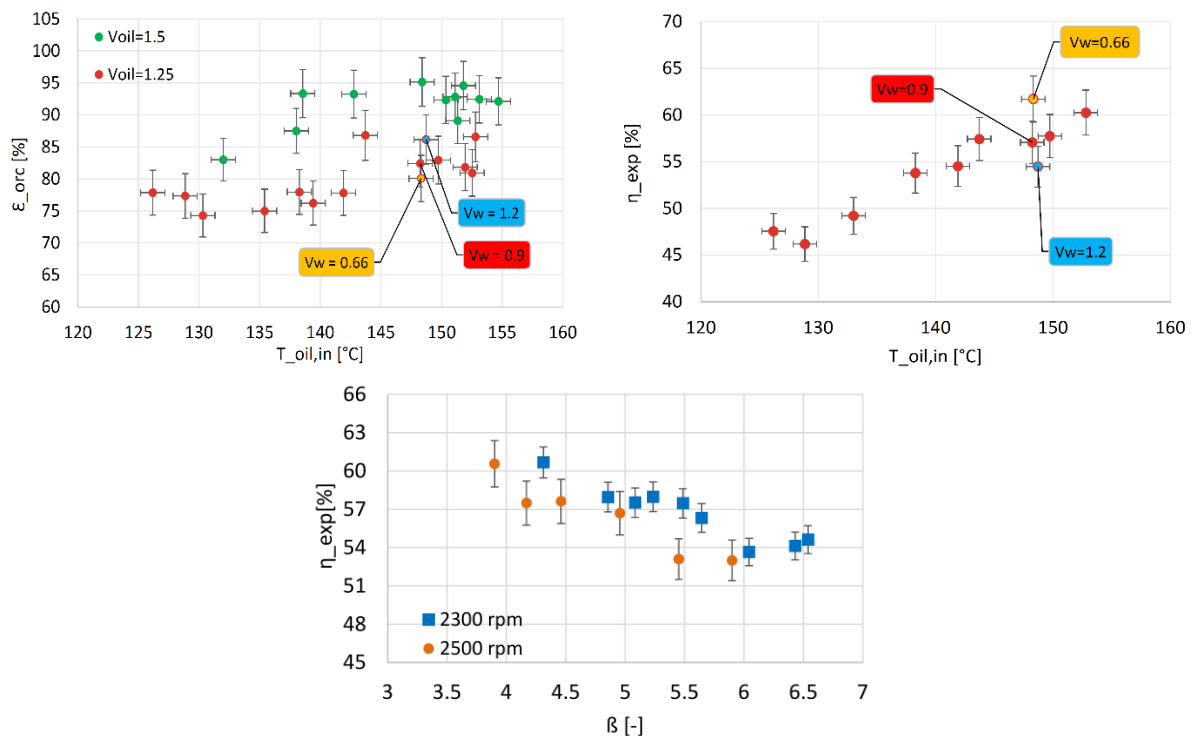 105
100
95
90
85
80
75
70
65
60
ε_orc [%]
Voil=1.5
Voil=1.25
Vw = 1.2
Vw = 0.66
Vw = 0.9
120 125 130 135 140 145 150 155 160
T_oil,in [°C]
70
60
50
40
η_exp [%]
Vw=0.66
Vw=0.9
Vw=1.2
120 130 140 150 160
T_oil,in [°C]
66
63
60
57
54
51
48
45
η_exp[%]
2300 rpm
2500 rpm
3 3.5 4 4.5 5 5.5 6 6.5 7
ß [-]